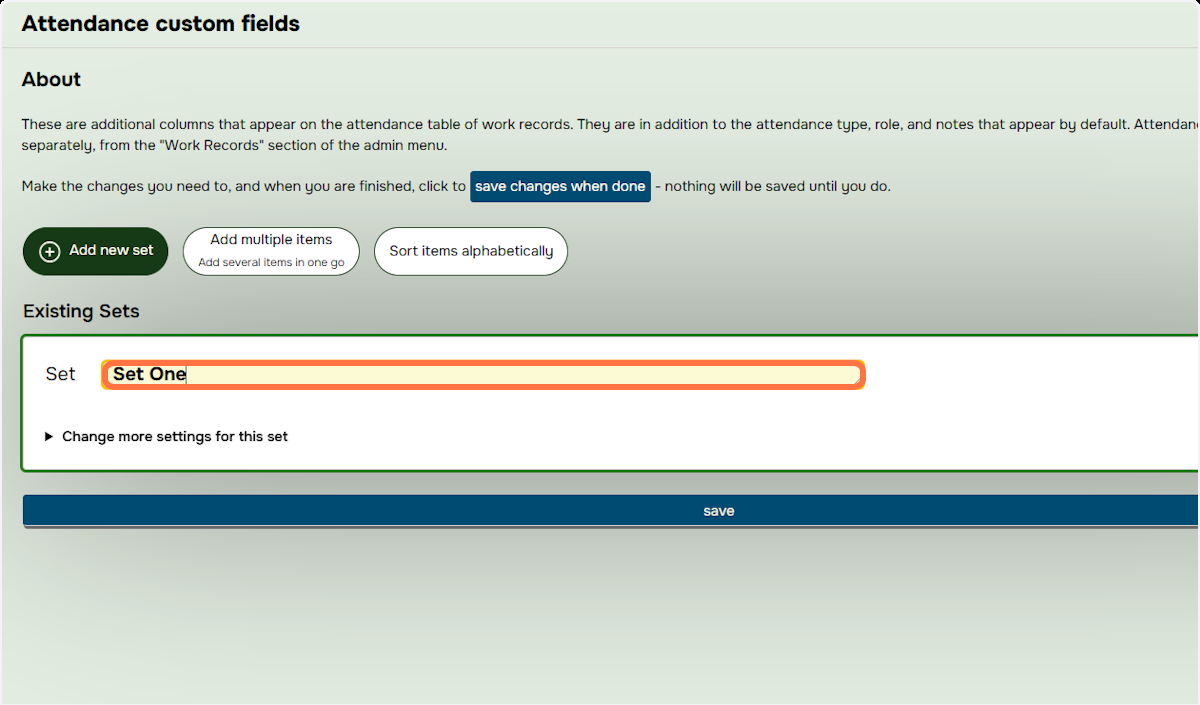 Attendance custom fields
About
These are additional columns that appear on the attendance table of work records. They are in addition to the attendance type, role, and notes that appear by default.
separately, from the "Work Records" section of the admin menu.
Make the changes you need to, and when you are finished, click to save changes when done - nothing will be saved until you do.
Add new set
Add multiple items
Add several items in one go
Sort items alphabetically
Existing Sets
Set Set One
Change more settings for this set
save